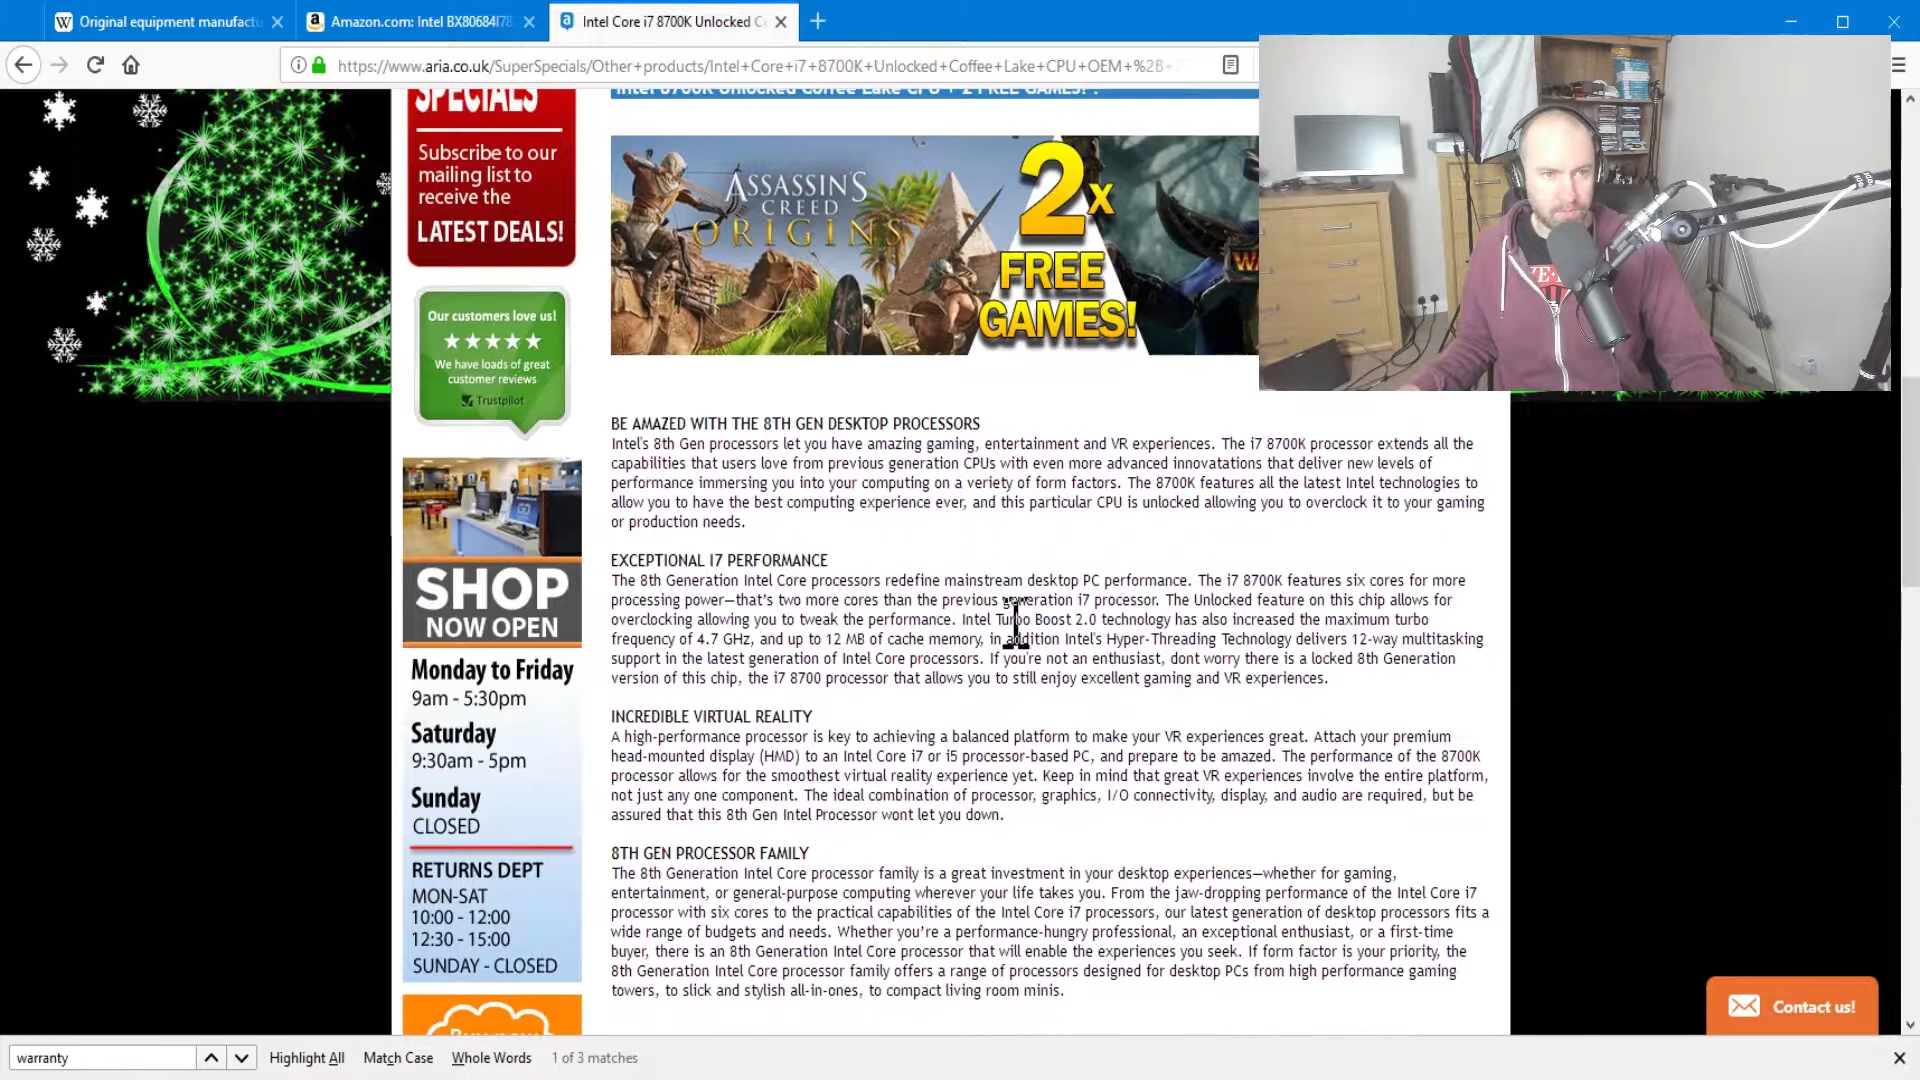 Original equipment manufactu
Amazon.com: Intel BX80684I78
Intel Core i7 8700K Unlocked C
https://www.aria.co.uk/SuperSpecials/Other+products/Intel+Core+i7+8700K+Unlocked+Coffee+Lake+CPU+OEM+%2B+2
SPECIALS
Subscribe to our
mailing list to
receive the
LATEST DEALS!
Our customers love us!
We have loads of great
customer reviews
Trustpilot
SHOP
NOW OPEN
Monday to Friday
9am - 5:30pm
Saturday
9:30am - 5pm
Sunday
CLOSED
RETURNS DEPT
MON-SAT
10:00 - 12:00
12:30 - 15:00
SUNDAY - CLOSED
Intel 8700K Unlocked Coffee Lake CPU + 2 FREE GAMES! .
ASSASSIN'S
CREED
ORIGINS
2x
FREE
GAMES!
WA
BE AMAZED WITH THE 8TH GEN DESKTOP PROCESSORS
Intel's 8th Gen processors let you have amazing gaming, entertainment and VR experiences. The i7 8700K processor extends all the
capabilities that users love from previous generation CPUs with even more advanced innovatations that deliver new levels of
performance immersing you into your computing on a veriety of form factors. The 8700K features all the latest Intel technologies to
allow you to have the best computing experience ever, and this particular CPU is unlocked allowing you to overclock it to your gaming
or production needs.
EXCEPTIONAL I7 PERFORMANCE
The 8th Generation Intel Core processors redefine mainstream desktop PC performance. The i7 8700K features six cores for more
processing power—that's two more cores than the previous generation i7 processor. The Unlocked feature on this chip allows for
overclocking allowing you to tweak the performance. Intel Turbo Boost 2.0 technology has also increased the maximum turbo
frequency of 4.7 GHz, and up to 12 MB of cache memory, in addition Intel's Hyper-Threading Technology delivers 12-way multitasking
support in the latest generation of Intel Core processors. If you're not an enthusiast, dont worry there is a locked 8th Generation
version of this chip, the i7 8700 processor that allows you to still enjoy excellent gaming and VR experiences.
INCREDIBLE VIRTUAL REALITY
A high-performance processor is key to achieving a balanced platform to make your VR experiences great. Attach your premium
head-mounted display (HMD) to an Intel Core i7 or i5 processor-based PC, and prepare to be amazed. The performance of the 8700K
processor allows for the smoothest virtual reality experience yet. Keep in mind that great VR experiences involve the entire platform,
not just any one component. The ideal combination of processor, graphics, I/O connectivity, display, and audio are required, but be
assured that this 8th Gen Intel Processor wont let you down.
8TH GEN PROCESSOR FAMILY
The 8th Generation Intel Core processor family is a great investment in your desktop experiences—whether for gaming,
entertainment, or general-purpose computing wherever your life takes you. From the jaw-dropping performance of the Intel Core i7
processor with six cores to the practical capabilities of the Intel Core i7 processors, our latest generation of desktop processors fits a
wide range of budgets and needs. Whether you're a performance-hungry professional, an exceptional enthusiast, or a first-time
buyer, there is an 8th Generation Intel Core processor that will enable the experiences you seek. If form factor is your priority, the
8th Generation Intel Core processor family offers a range of processors designed for desktop PCs from high performance gaming
towers, to slick and stylish all-in-ones, to compact living room minis.
Contact us!
warranty
Highlight All
Match Case
Whole Words
1 of 3 matches